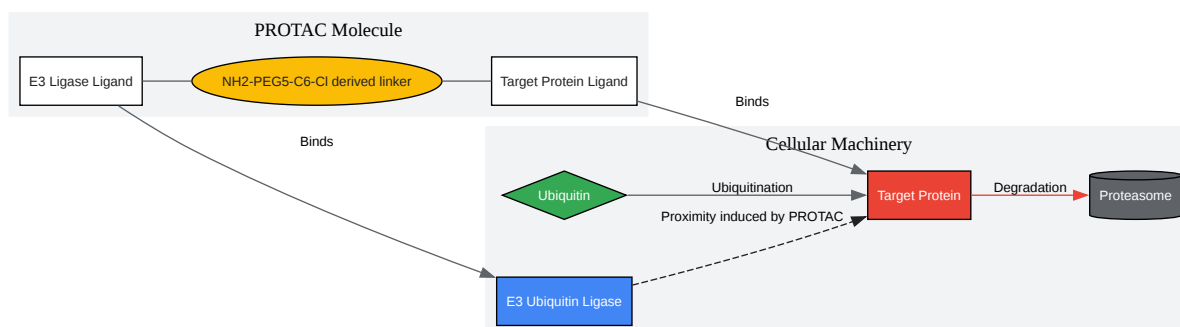 PROTAC Molecule
E3 Ligase Ligand
NH2-PEG5-C6-Cl derived linker
Target Protein Ligand
Binds
Binds
Cellular Machinery
Ubiquitin
Ubiquitination
Target Protein
Degradation
Proteasome
Proximity induced by PROTAC
E3 Ubiquitin Ligase